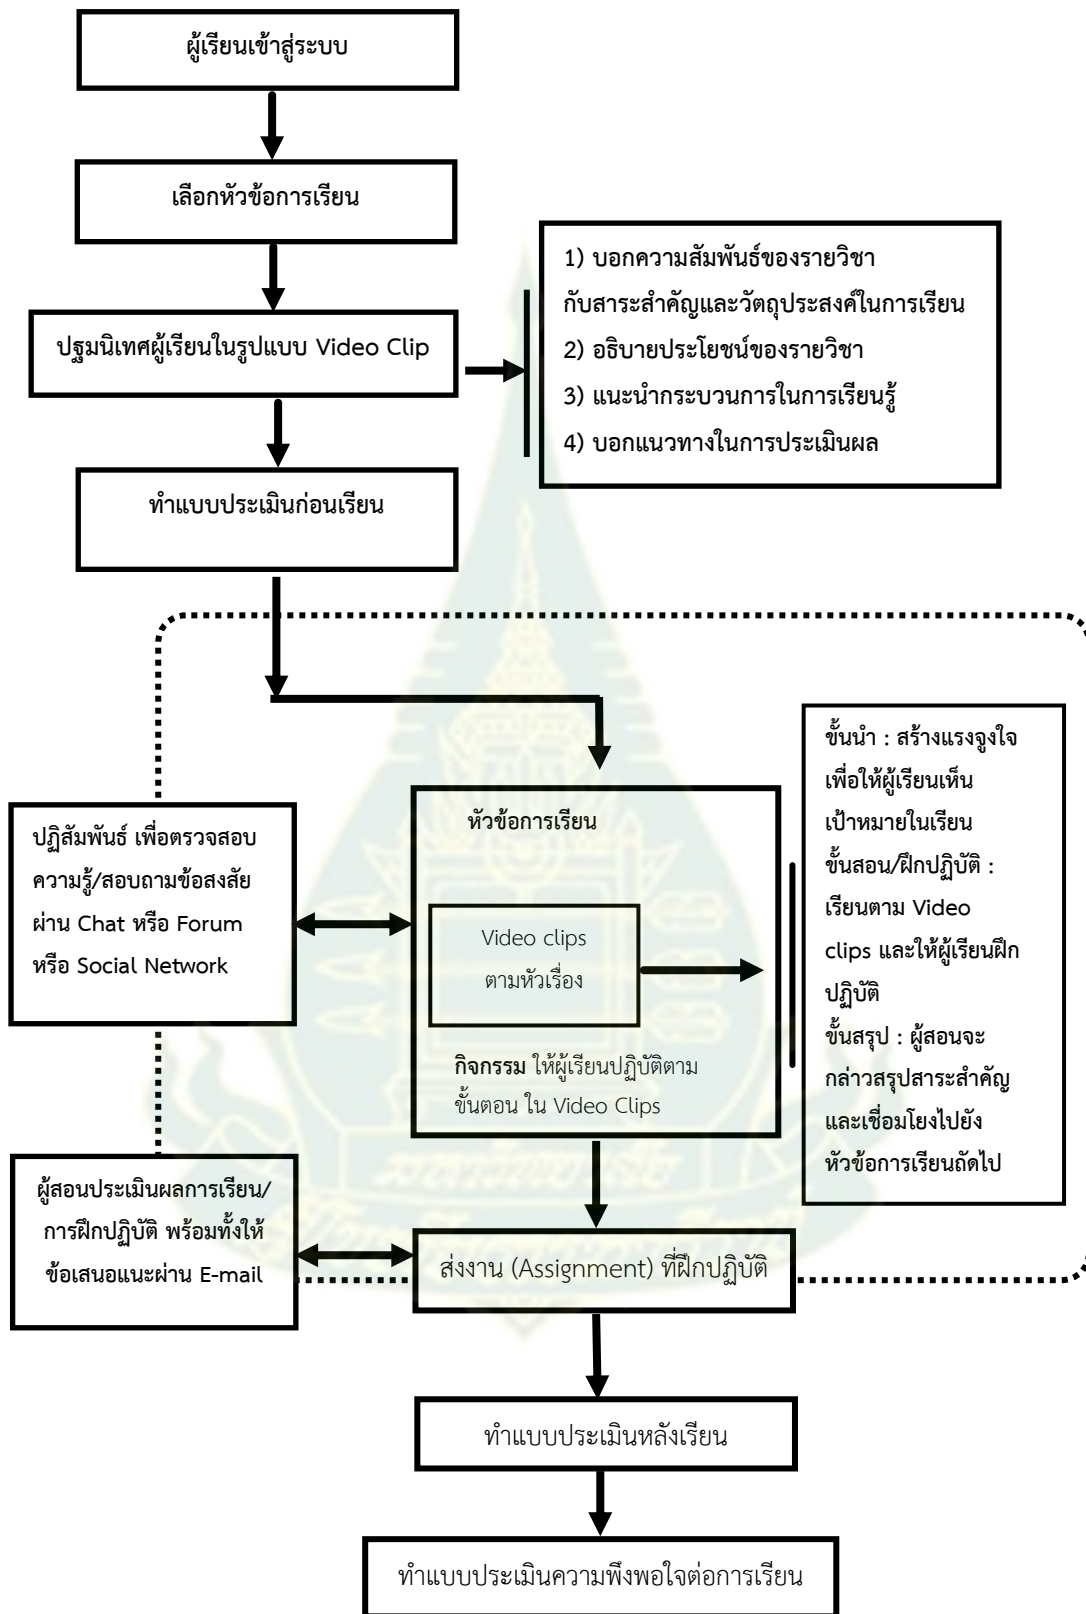 ผู้เรียนเข้าสู่ระบบ
เลือกหัวข้อการเรียน
ปฐมนิเทศผู้เรียนในรูปแบบ Video Clip
1) บอกความสัมพันธ์ของรายวิชา
กับสาระสำคัญและวัตถุประสงค์ในการเรียน
2) อธิบายประโยชน์ของรายวิชา
3) แนะนำกระบวนการในการเรียนรู้
4) บอกแนวทางในการประเมินผล
ทำแบบประเมินก่อนเรียน
ปฏิสัมพันธ์ เพื่อตรวจสอบ
ความรู้/สอบถามข้อสงสัย
ผ่าน Chat หรือ Forum
หรือ Social Network
หัวข้อการเรียน
Video clips
ตามหัวเรื่อง
กิจกรรม ให้ผู้เรียนปฏิบัติตาม
ขั้นตอน ใน Video Clips
ขั้นนำ : สร้างแรงจูงใจ
เพื่อให้ผู้เรียนเห็น
เป้าหมายในเรียน
ขั้นสอน/ฝึกปฏิบัติ :
เรียนตาม Video
clips และให้ผู้เรียนฝึก
ปฏิบัติ
ขั้นสรุป : ผู้สอนจะ
กล่าวสรุปสาระสำคัญ
และเชื่อมโยงไปยัง
หัวข้อการเรียนถัดไป
ผู้สอนประเมินผลการเรียน/
การฝึกปฏิบัติ พร้อมทั้งให้
ข้อเสนอแนะผ่าน E-mail
ส่งงาน (Assignment) ที่ฝึกปฏิบัติ
ทำแบบประเมินหลังเรียน
ทำแบบประเมินความพึงพอใจต่อการเรียน